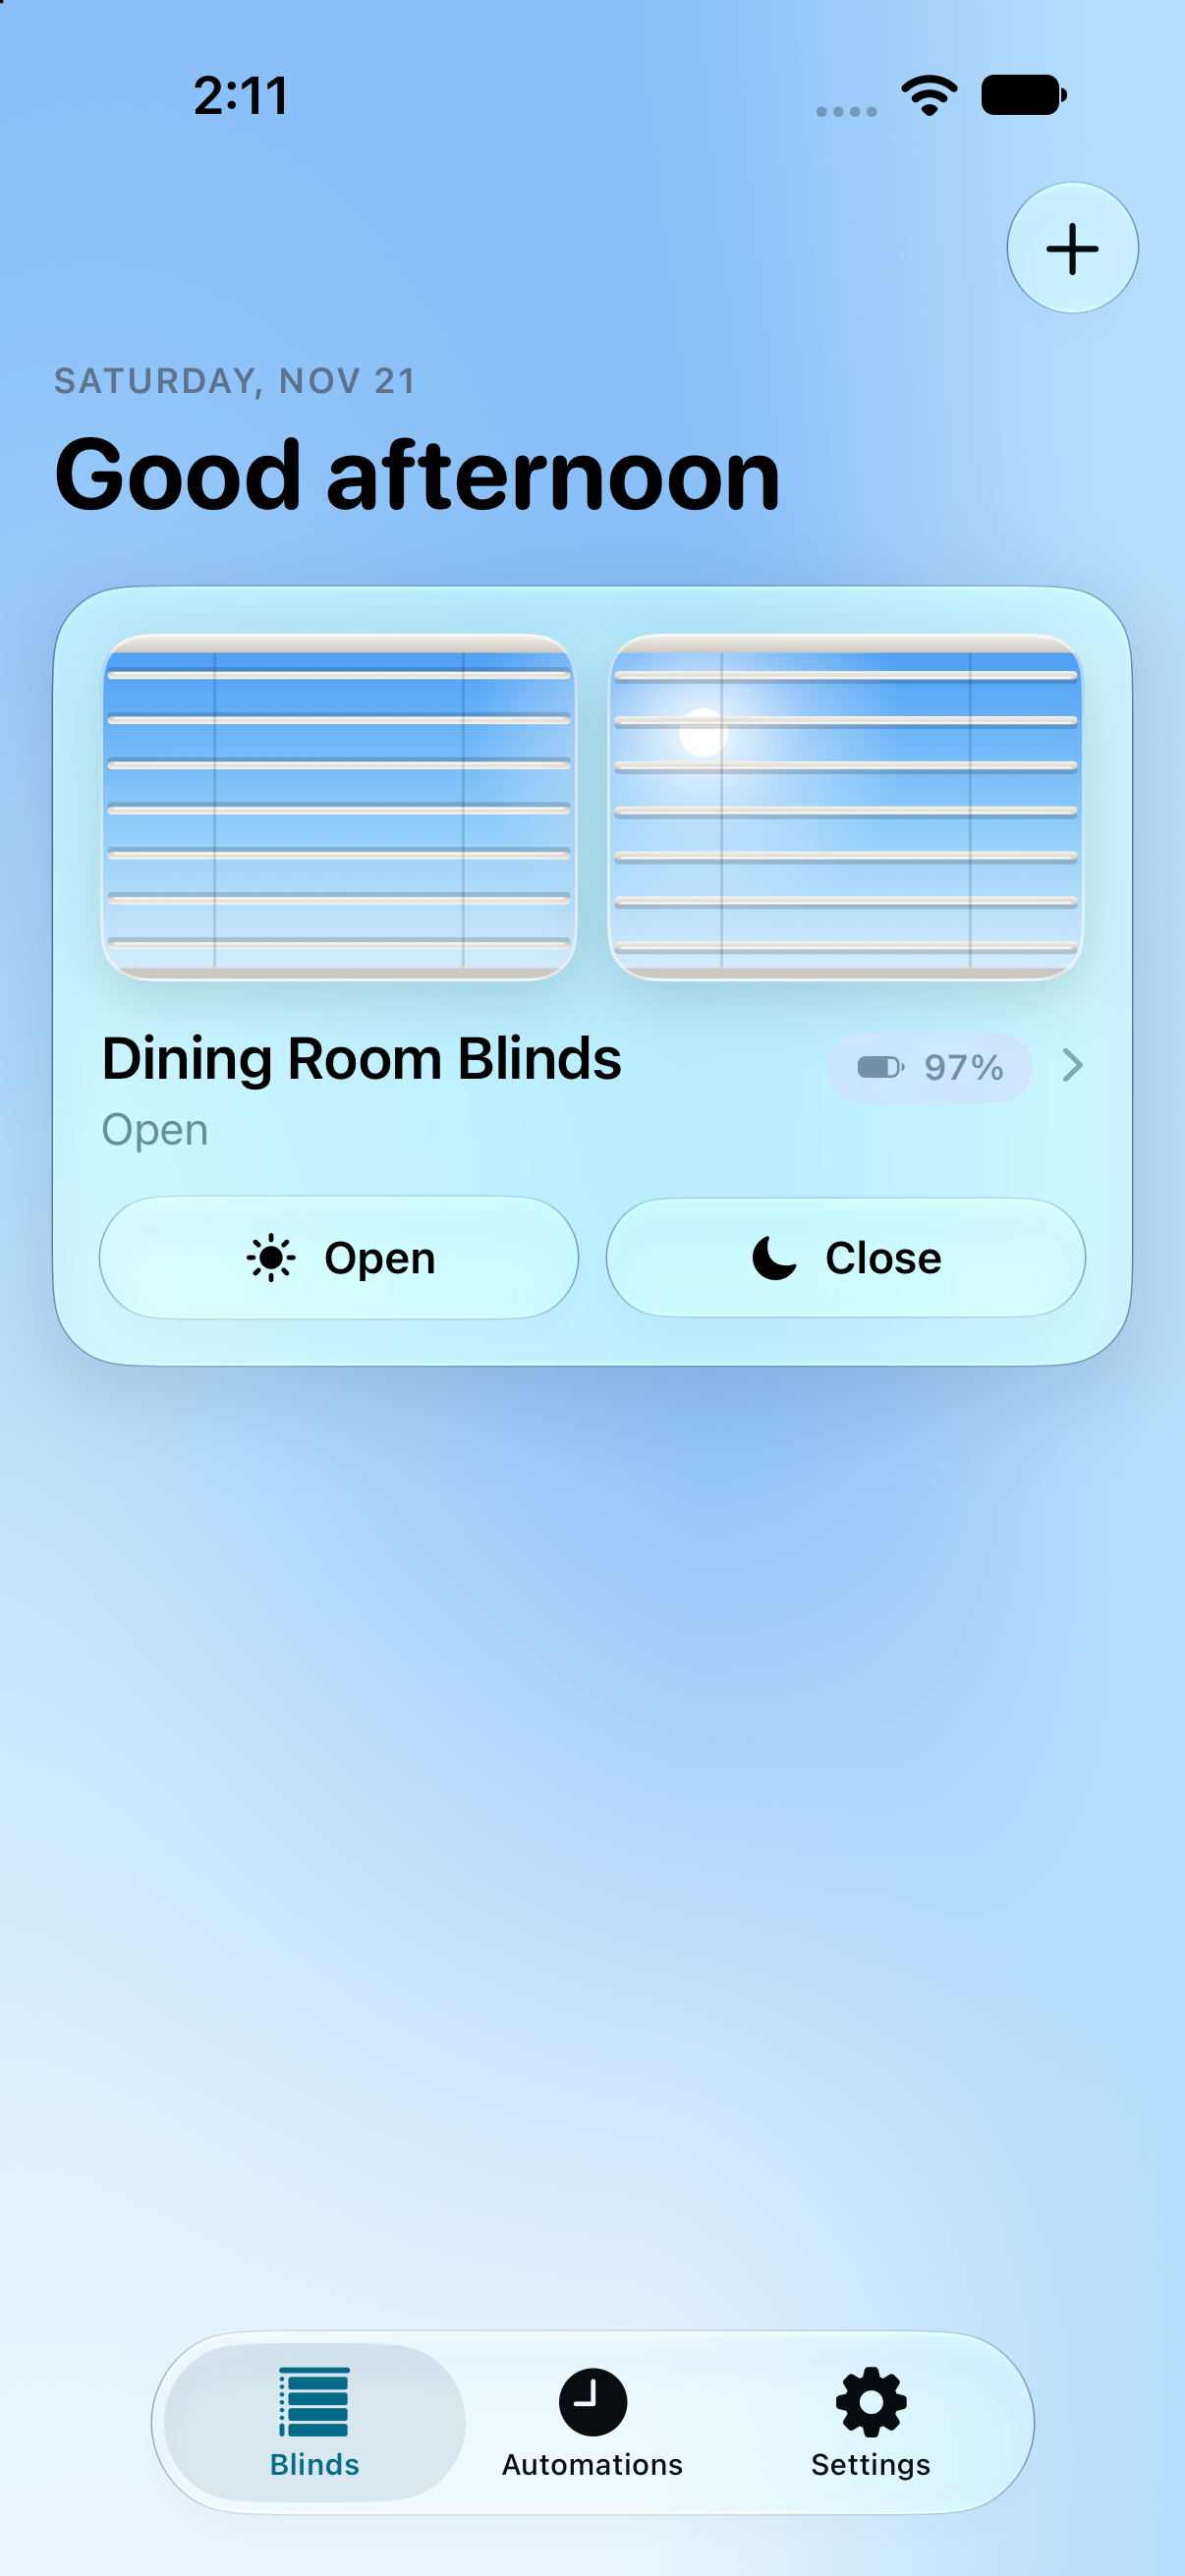 2:11
SATURDAY, NOV 21
Good afternoon
Dining Room Blinds
97%
Open
Open
Close
Blinds
Automations
Settings